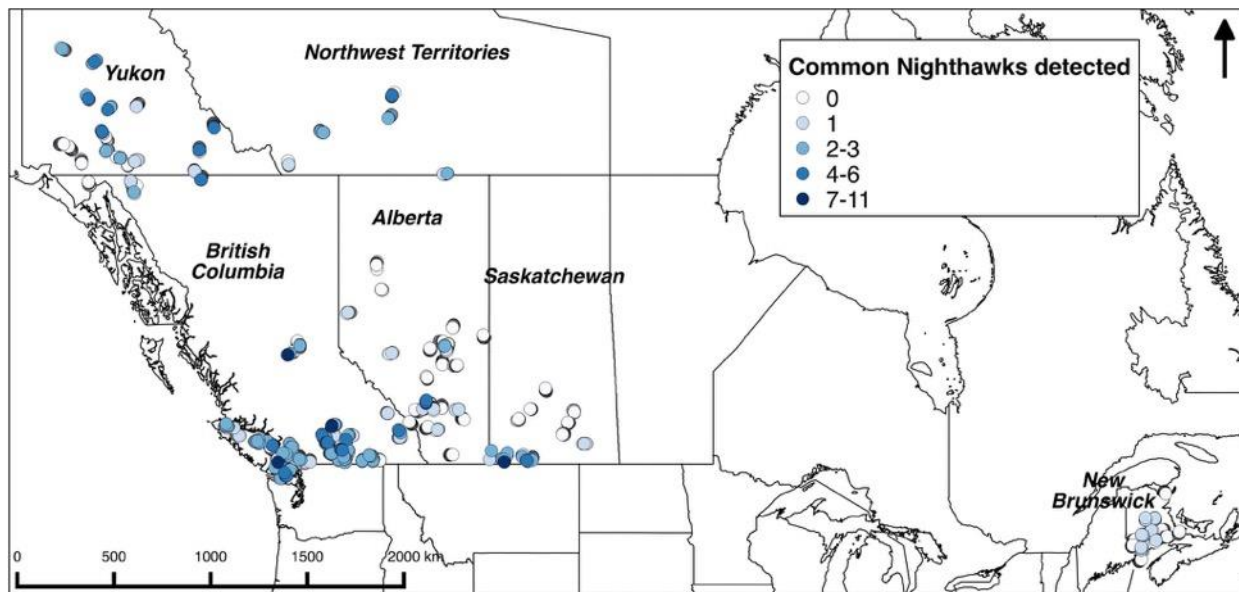 Northwest Territories
Yukon
Common Nighthawks detected
0
1
2-3
4-6
7-11
Alberta
British
Columbia
Saskatchewan
New
Brunswick
0
500
1000
1500
2000 km